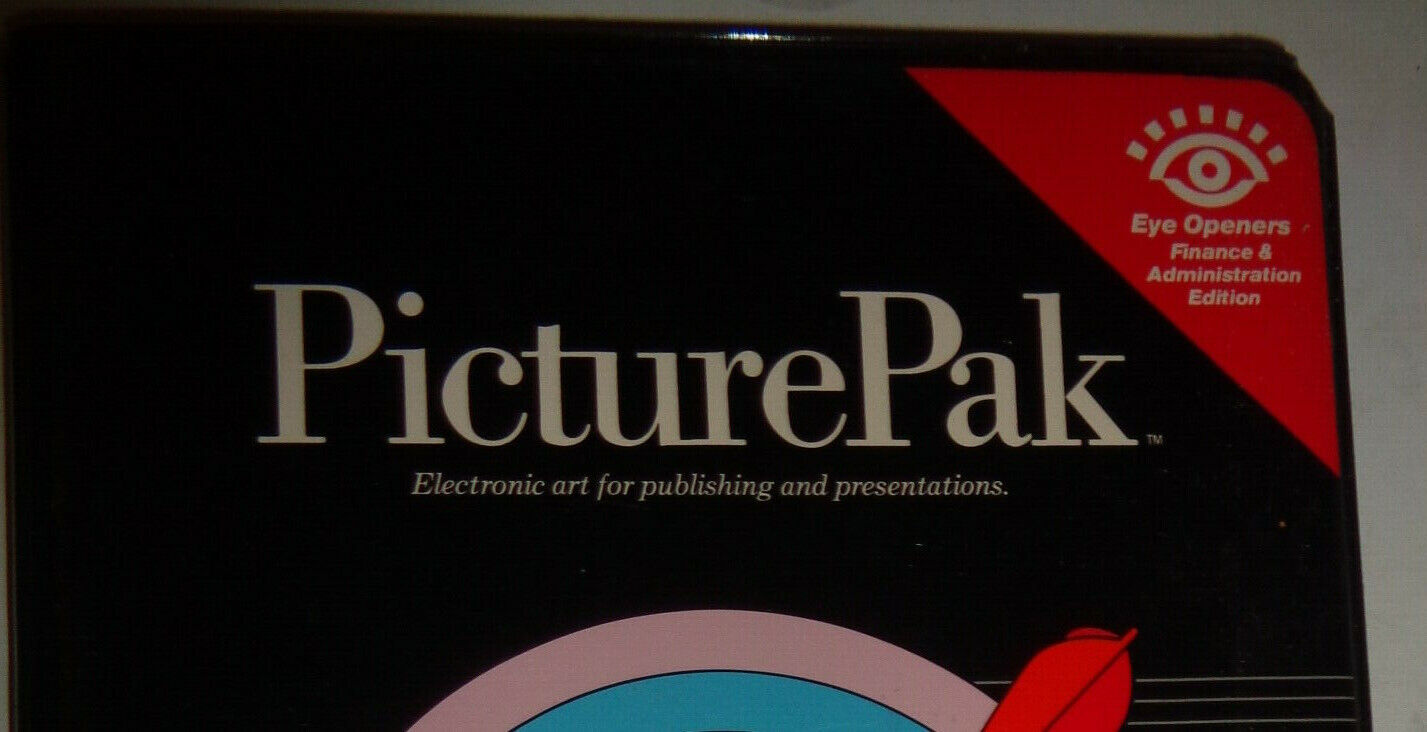 Eye Openers
Finance &
Administration
Edition
PicturePak™
Electronic art for publishing and presentations.